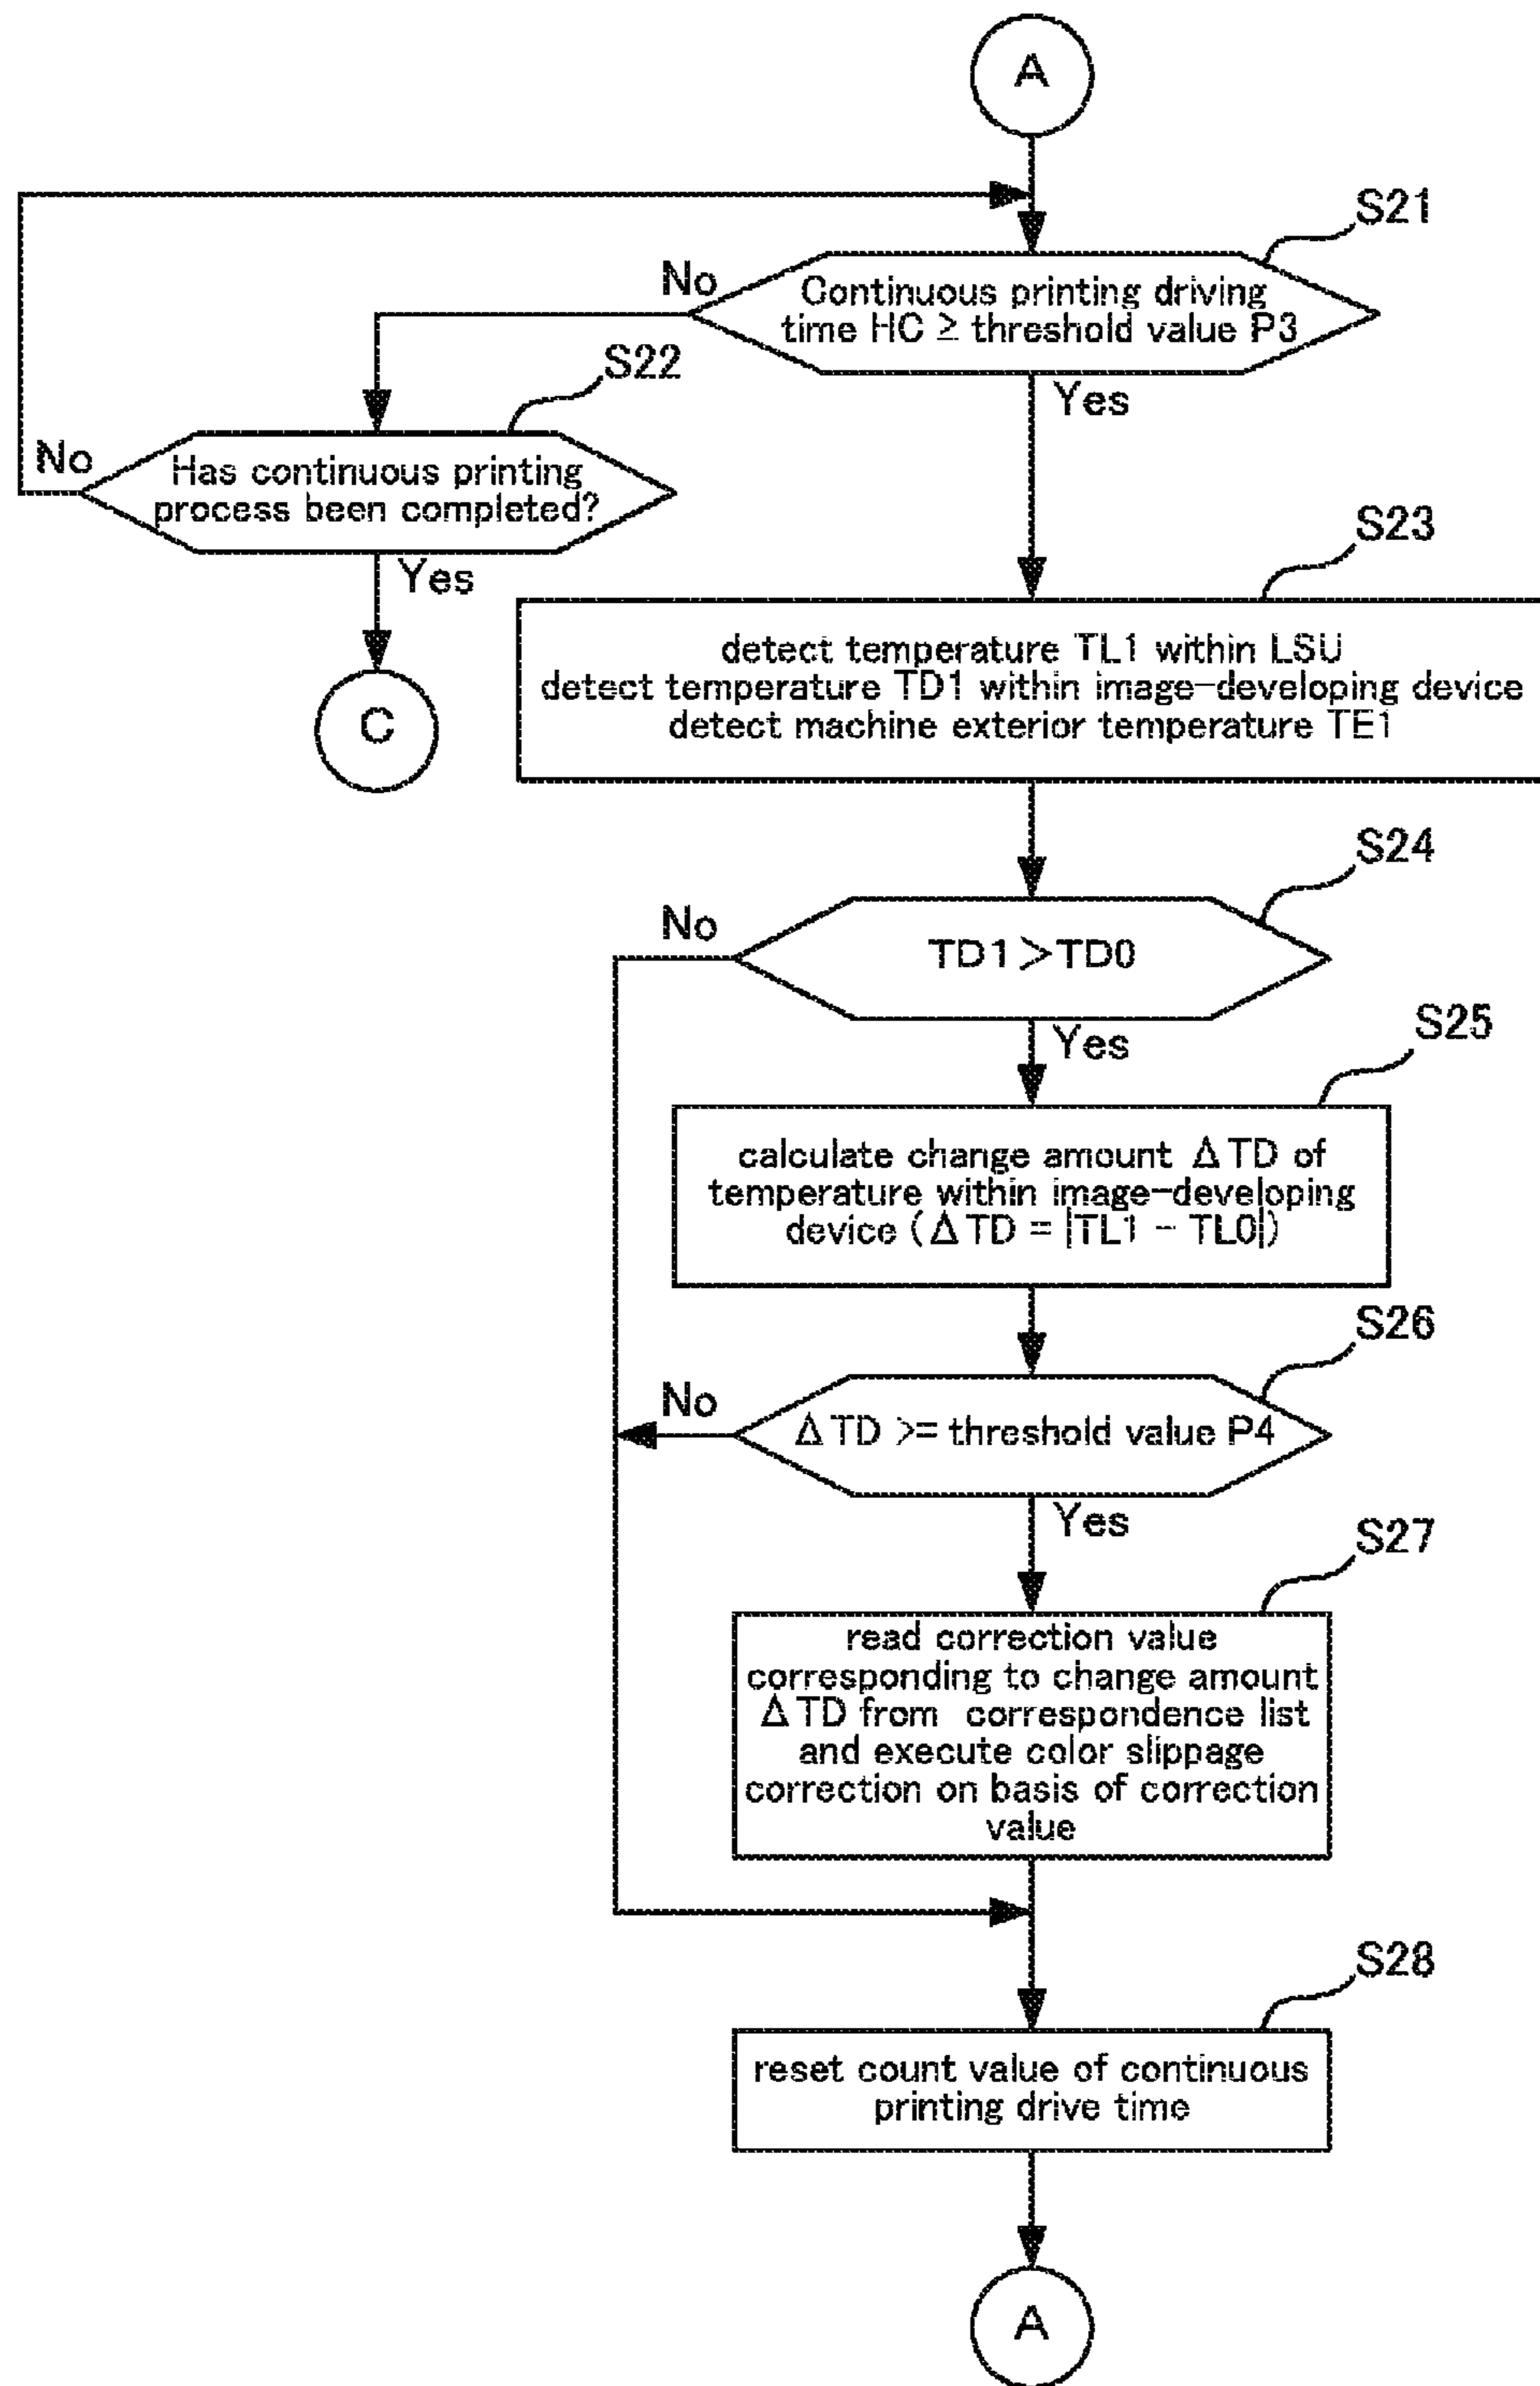 A
S21
No
Continuous printing driving
time HC ≥ threshold value P3
Yes
S22
No
Has continuous printing
process been completed?
Yes
C
S23
detect temperature TL1 within LSU
detect temperature TD1 within image-developing device
detect machine exterior temperature TE1
S24
No
TD1>TD0
Yes
S25
calculate change amount ΔTD of
temperature within image-developing
device (ΔTD = |TL1 - TL0|)
S26
No
ΔTD >= threshold value P4
Yes
S27
read correction value
corresponding to change amount
ΔTD from correspondence list
and execute color slippage
correction on basis of correction
value
S28
reset count value of continuous
printing drive time
A